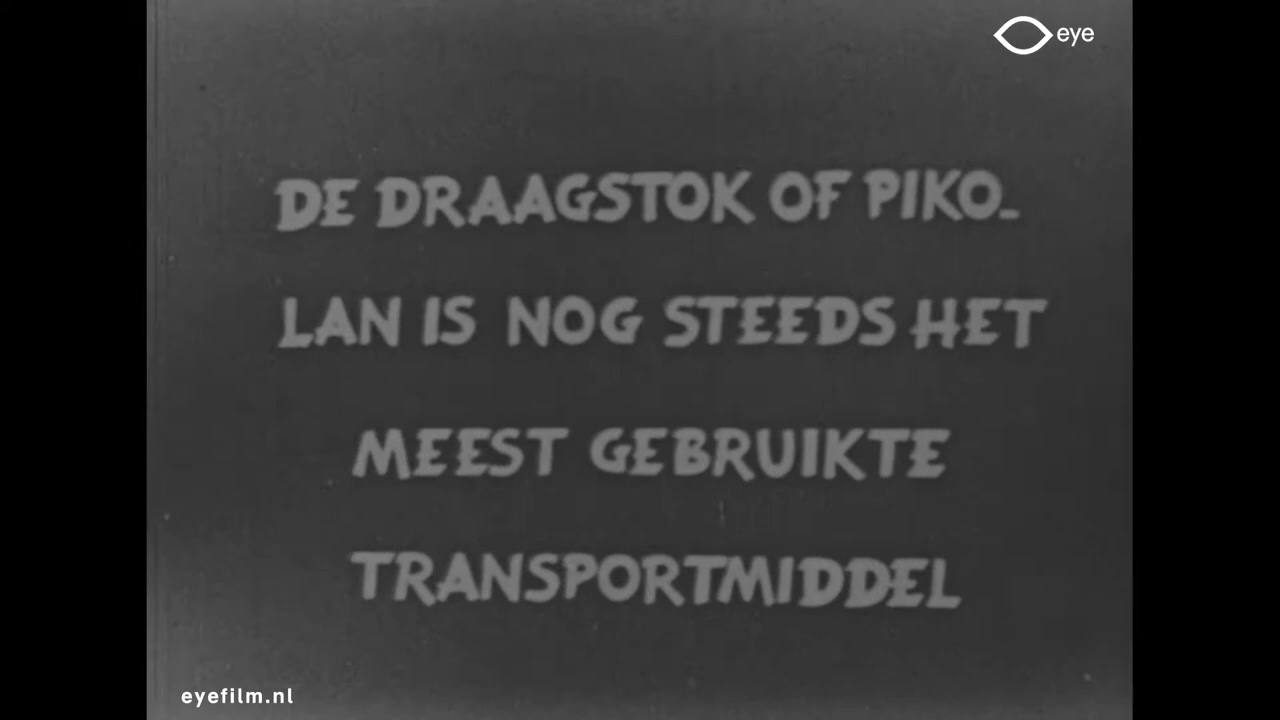 eye
DE DRAAGSTOK OF PIKO-
LAN IS NOG STEEDS HET
MEEST GEBRUIKTE
TRANSPORTMIDDEL
eyefilm.nl